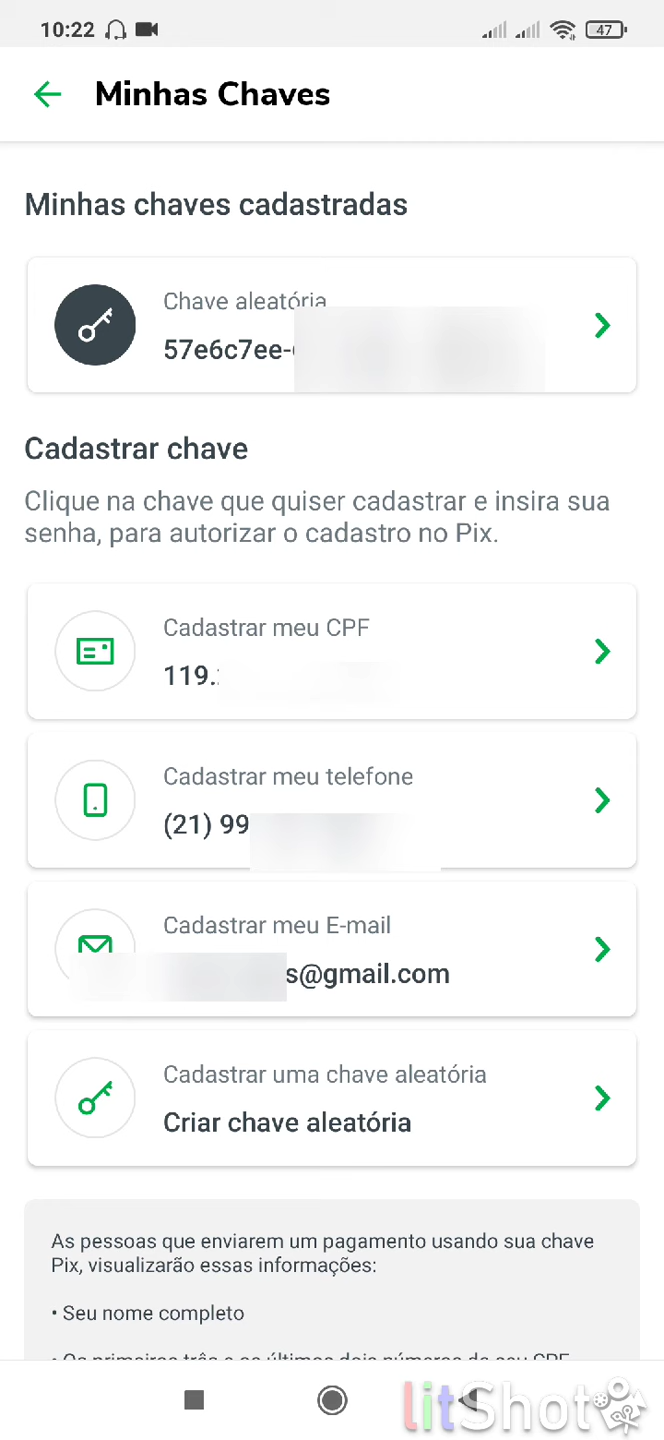 10:22
47
Minhas Chaves
Minhas chaves cadastradas
Chave aleatória
57e6c7ee-
Cadastrar chave
Clique na chave que quiser cadastrar e insira sua
senha, para autorizar o cadastro no Pix.
Cadastrar meu CPF
119.
Cadastrar meu telefone
(21) 99
Cadastrar meu E-mail
s@gmail.com
Cadastrar uma chave aleatória
Criar chave aleatória
As pessoas que enviarem um pagamento usando sua chave
Pix, visualizarão essas informações:
• Seu nome completo
• Os primeiros três e os últimos dois números do seu CPF
litShot